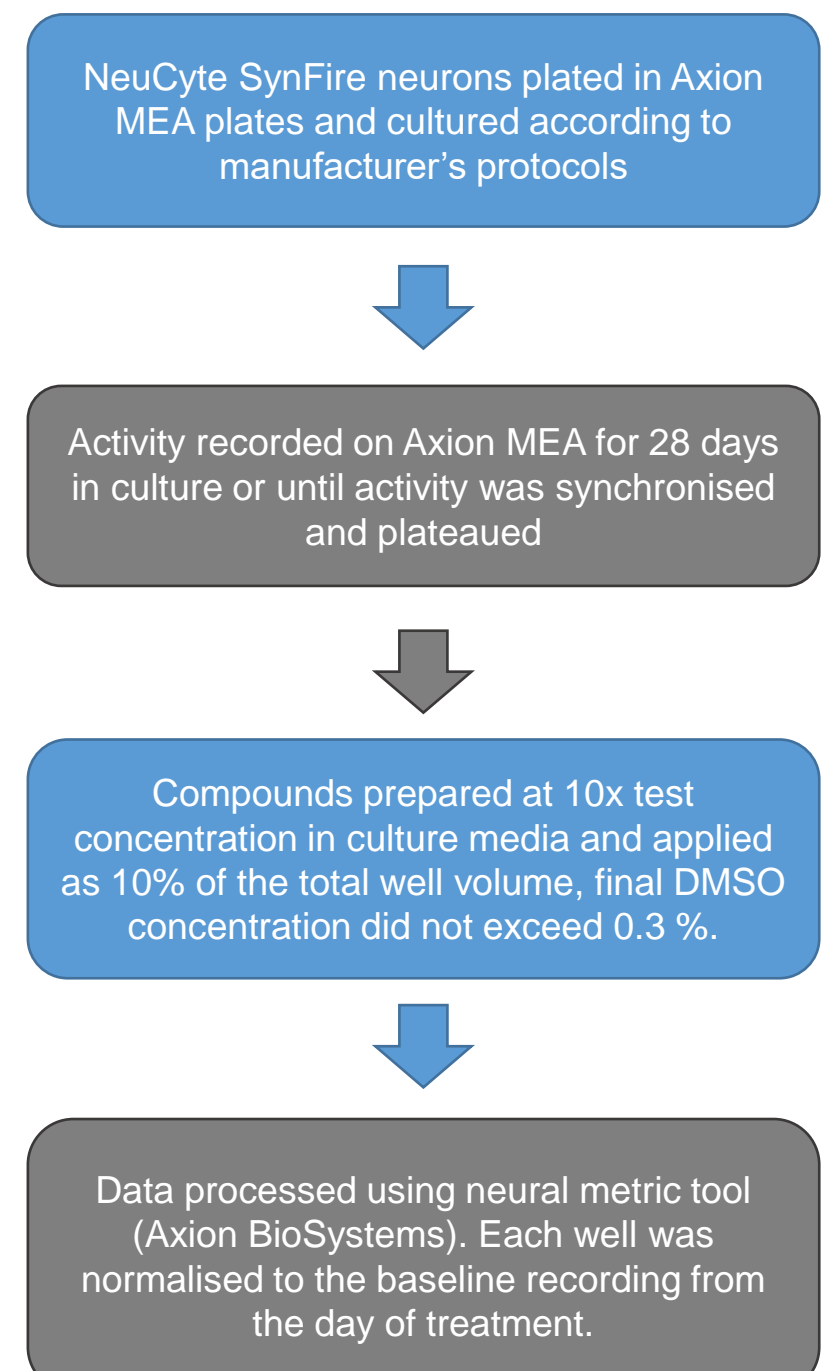 NeuCyte SynFire neurons plated in Axion
MEA plates and cultured according to
manufacturer’s protocols
Activity recorded on Axion MEA for 28 days
in culture or until activity was synchronised
and plateaued
Compounds prepared at 10x test
concentration in culture media and applied
as 10% of the total well volume, final DMSO
concentration did not exceed 0.3 %.
Data processed using neural metric tool
(Axion BioSystems). Each well was
normalised to the baseline recording from
the day of treatment.